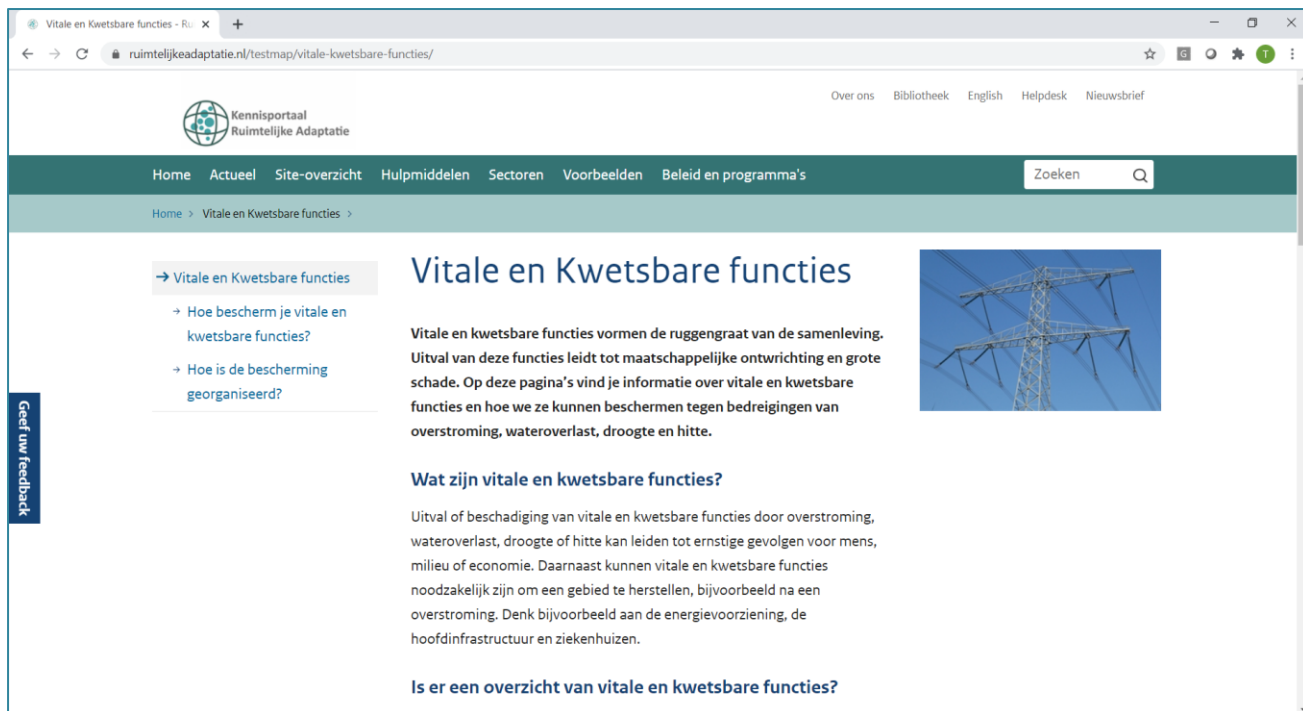 Vitale en Kwetsbare functies - Ru
ruimtelijkeadaptatie.nl/testmap/vitale-kwetsbare-functies/
G
T
Over ons Bibliotheek English Helpdesk Nieuwsbrief
Kennisportaal
Ruimtelijke Adaptatie
Home Actueel Site-overzicht Hulpmiddelen Sectoren Voorbeelden Beleid en programma's Zoeken
Home > Vitale en Kwetsbare functies >
→ Vitale en Kwetsbare functies
→ Hoe bescherm je vitale en
kwetsbare functies?
→ Hoe is de bescherming
georganiseerd?
Geef uw feedback
Vitale en Kwetsbare functies
Vitale en kwetsbare functies vormen de ruggengraat van de samenleving.
Uitval van deze functies leidt tot maatschappelijke ontwrichting en grote
schade. Op deze pagina's vind je informatie over vitale en kwetsbare
functies en hoe we ze kunnen beschermen tegen bedreigingen van
overstroming, wateroverlast, droogte en hitte.
Wat zijn vitale en kwetsbare functies?
Uitval of beschadiging van vitale en kwetsbare functies door overstroming,
wateroverlast, droogte of hitte kan leiden tot ernstige gevolgen voor mens,
milieu of economie. Daarnaast kunnen vitale en kwetsbare functies
noodzakelijk zijn om een gebied te herstellen, bijvoorbeeld na een
overstroming. Denk bijvoorbeeld aan de energievoorziening, de
hoofdinfrastructuur en ziekenhuizen.
Is er een overzicht van vitale en kwetsbare functies?